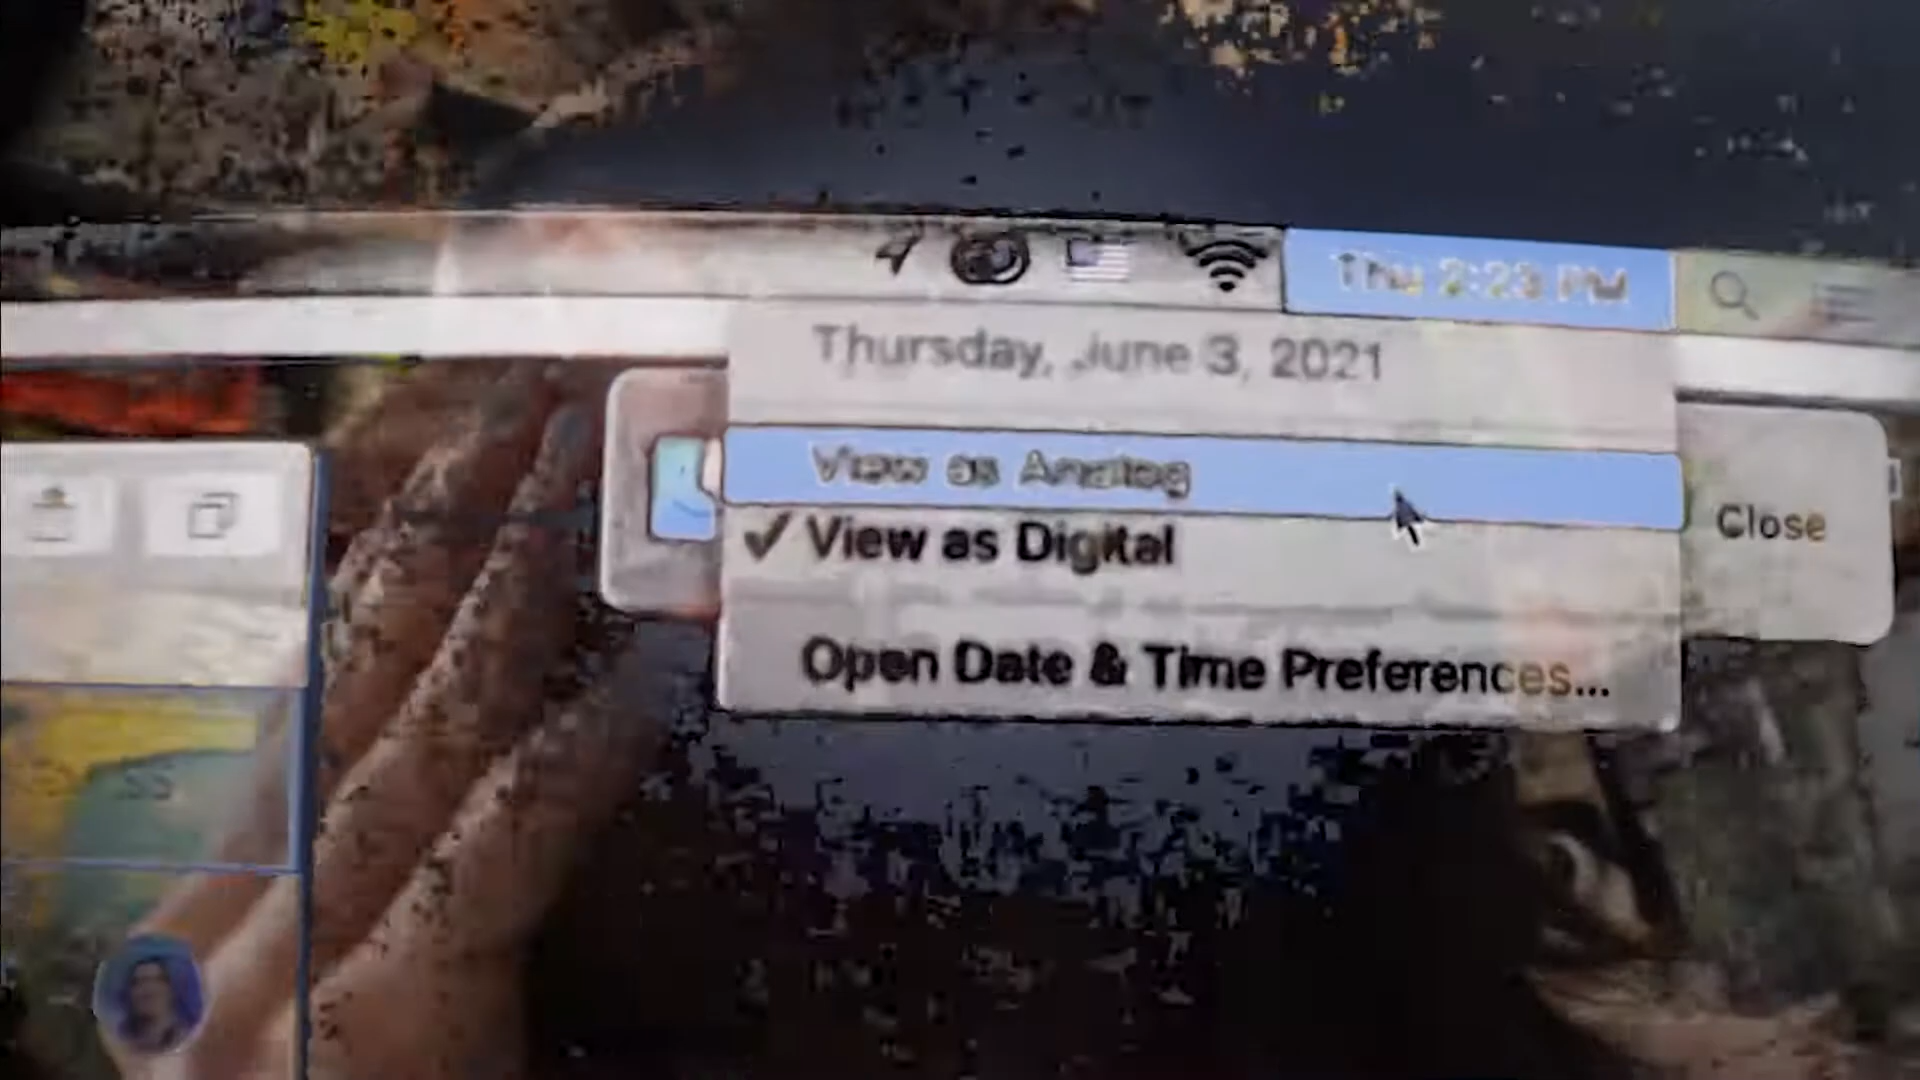 Thu 2:23 PM
Thursday, June 3, 2021
View as Analog
✓ View as Digital
Close
Open Date & Time Preferences...
SS